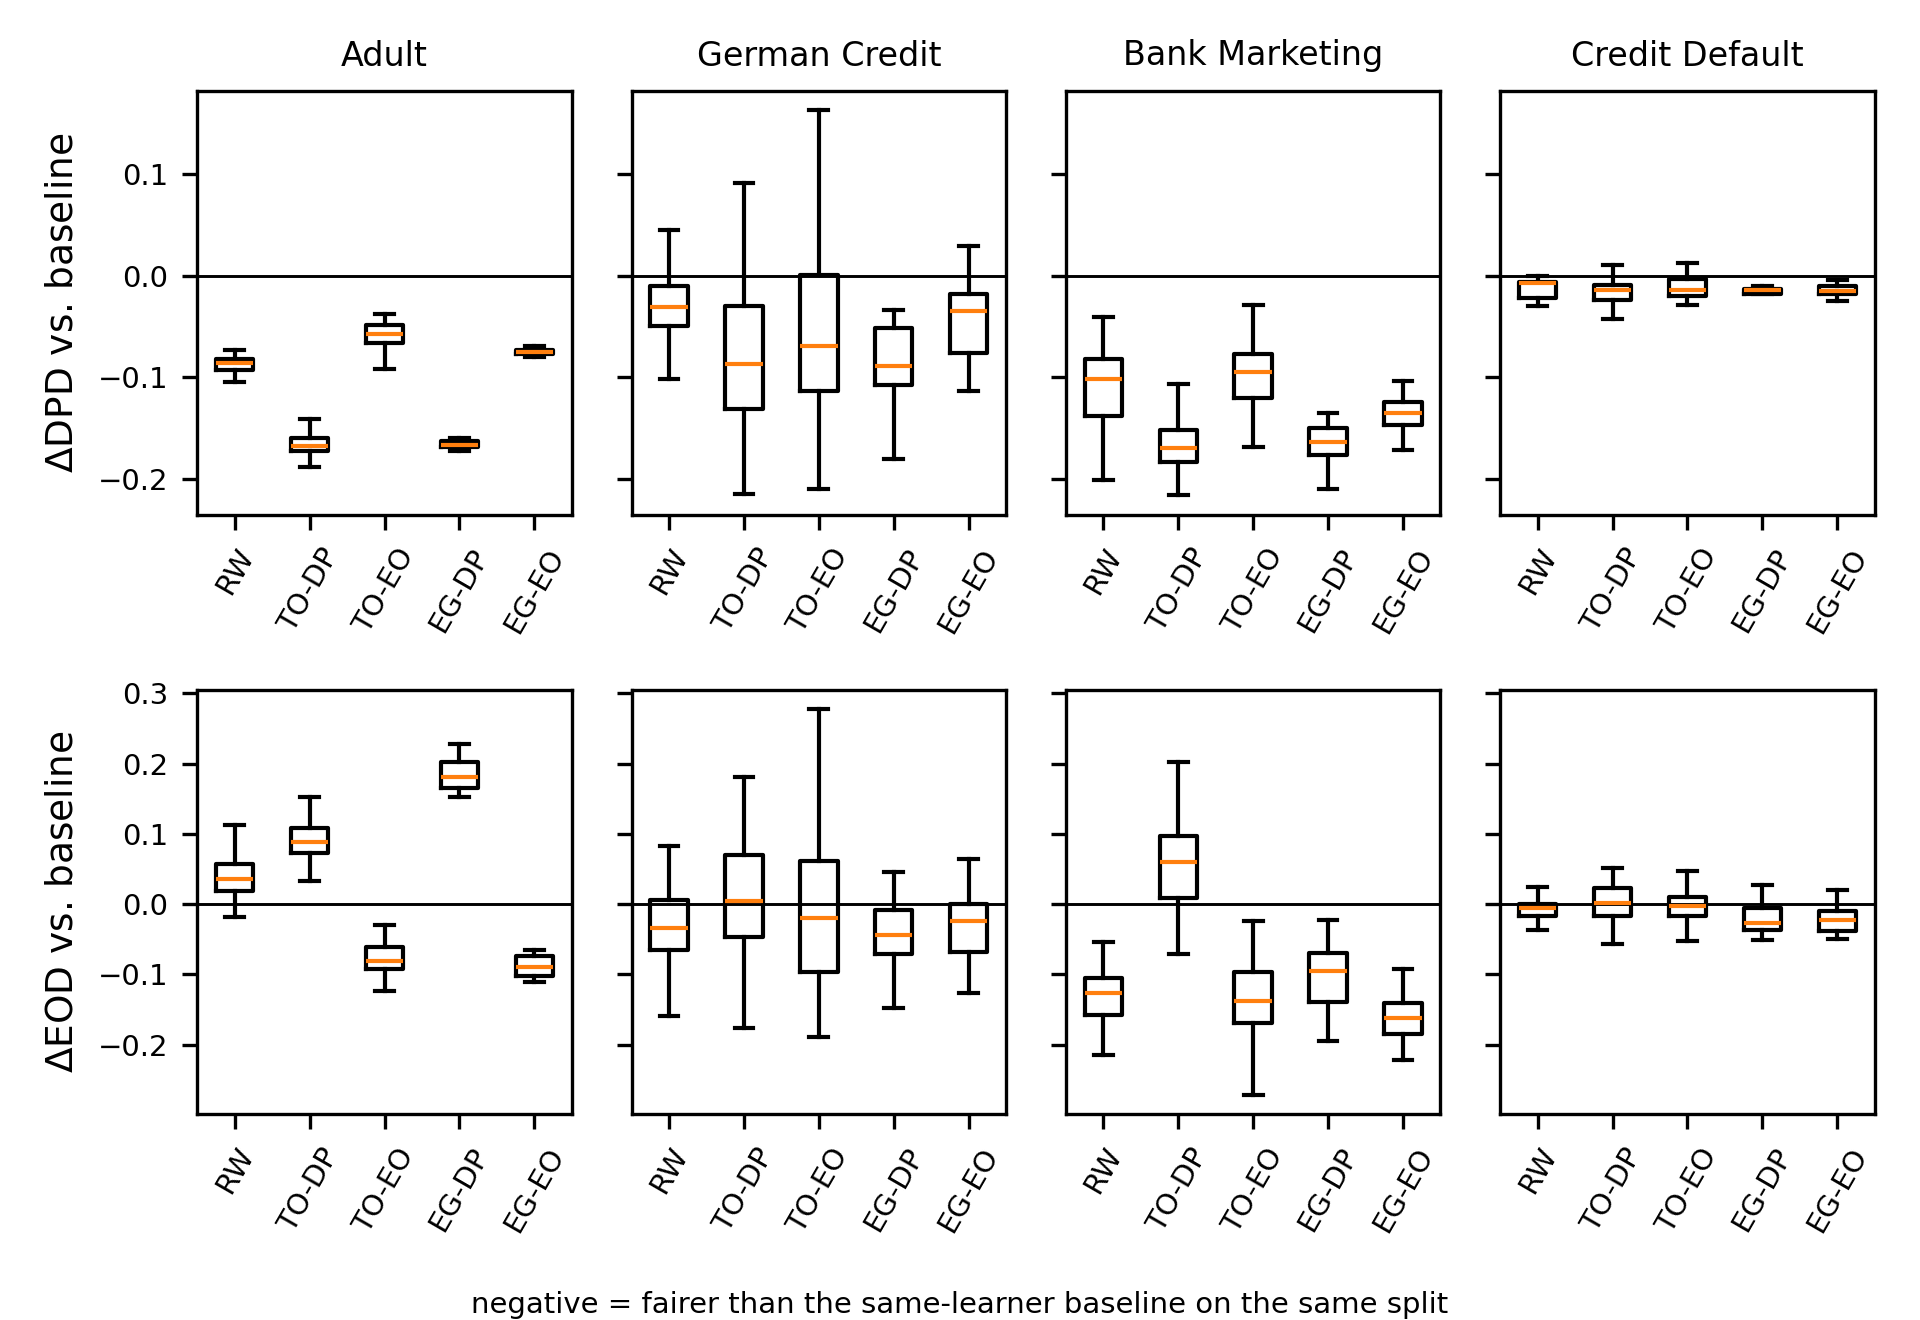 Adult German Credit Bank Marketing Credit Default
ΔDPD vs. baseline
0.1
0.0
−0.1
−0.2
RW TO-DP TO-EO EG-DP EG-EO RW TO-DP TO-EO EG-DP EG-EO RW TO-DP TO-EO EG-DP EG-EO RW TO-DP TO-EO EG-DP EG-EO
ΔEOD vs. baseline
0.3
0.2
0.1
0.0
−0.1
−0.2
RW TO-DP TO-EO EG-DP EG-EO RW TO-DP TO-EO EG-DP EG-EO RW TO-DP TO-EO EG-DP EG-EO RW TO-DP TO-EO EG-DP EG-EO
negative = fairer than the same-learner baseline on the same split